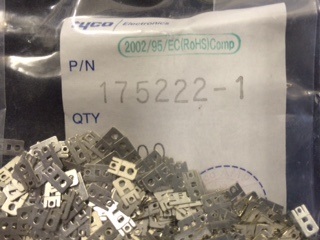 tyco Electronics
2002/95/EC(RoHS)Comp
P/N
175222-1
QTY